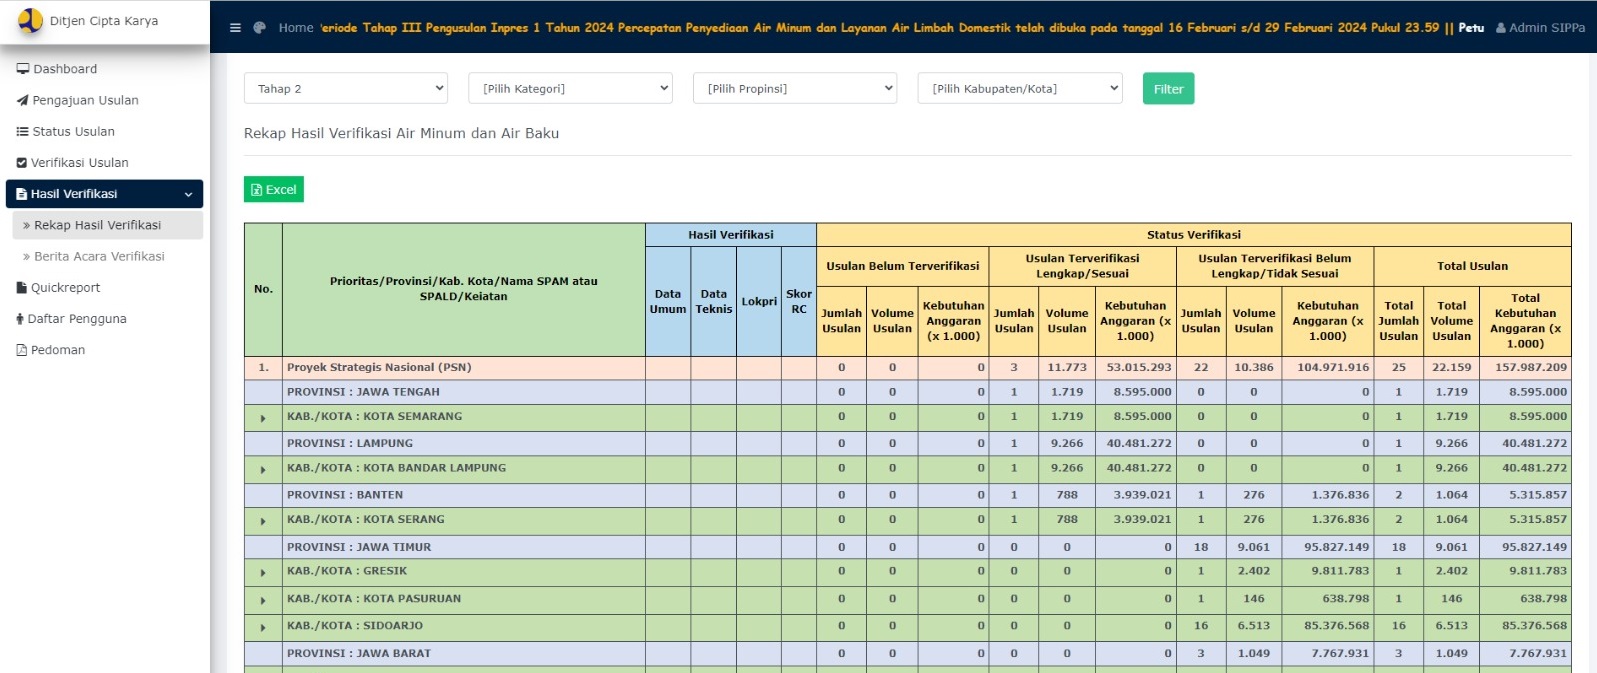 Ditjen Cipta Karya
Home eriode Tahap III Pengusulan Inpres 1 Tahun 2024 Percepatan Penyediaan Air Minum dan Layanan Air Limbah Domestik telah dibuka pada tanggal 16 Februari s/d 29 Februari 2024 Pukul 23.59 || Petu Admin SIPPa
Dashboard
Pengajuan Usulan
Status Usulan
Verifikasi Usulan
Hasil Verifikasi
» Rekap Hasil Verifikasi
» Berita Acara Verifikasi
Quickreport
Daftar Pengguna
Pedoman
Tahap 2 [Pilih Kategori] [Pilih Propinsi] [Pilih Kabupaten/Kota] Filter
Rekap Hasil Verifikasi Air Minum dan Air Baku
Excel
No.
Prioritas/Provinsi/Kab. Kota/Nama SPAM atau
SPALD/Keiatan
Hasil Verifikasi
Data
Umum
Data
Teknis
Lokpri
Skor
RC
Status Verifikasi
Usulan Belum Terverifikasi
Usulan Terverifikasi
Lengkap/Sesuai
Usulan Terverifikasi Belum
Lengkap/Tidak Sesuai
Total Usulan
Jumlah
Usulan
Volume
Usulan
Kebutuhan
Anggaran
(x 1.000)
Jumlah
Usulan
Volume
Usulan
Kebutuhan
Anggaran (x
1.000)
Jumlah
Usulan
Volume
Usulan
Kebutuhan
Anggaran (x
1.000)
Total
Jumlah
Usulan
Total
Volume
Usulan
Total
Kebutuhan
Anggaran (x
1.000)
1. Proyek Strategis Nasional (PSN) 0 0 0 3 11.773 53.015.293 22 10.386 104.971.916 25 22.159 157.987.209
PROVINSI : JAWA TENGAH 0 0 0 1 1.719 8.595.000 0 0 0 1 1.719 8.595.000
KAB./KOTA : KOTA SEMARANG 0 0 0 1 1.719 8.595.000 0 0 0 1 1.719 8.595.000
PROVINSI : LAMPUNG 0 0 0 1 9.266 40.481.272 0 0 0 1 9.266 40.481.272
KAB./KOTA : KOTA BANDAR LAMPUNG 0 0 0 1 9.266 40.481.272 0 0 0 1 9.266 40.481.272
PROVINSI : BANTEN 0 0 0 1 788 3.939.021 1 276 1.376.836 2 1.064 5.315.857
KAB./KOTA : KOTA SERANG 0 0 0 1 788 3.939.021 1 276 1.376.836 2 1.064 5.315.857
PROVINSI : JAWA TIMUR 0 0 0 0 0 0 18 9.061 95.827.149 18 9.061 95.827.149
KAB./KOTA : GRESIK 0 0 0 0 0 0 1 2.402 9.811.783 1 2.402 9.811.783
KAB./KOTA : KOTA PASURUAN 0 0 0 0 0 0 1 146 638.798 1 146 638.798
KAB./KOTA : SIDOARJO 0 0 0 0 0 0 16 6.513 85.376.568 16 6.513 85.376.568
PROVINSI : JAWA BARAT 0 0 0 0 0 0 3 1.049 7.767.931 3 1.049 7.767.931